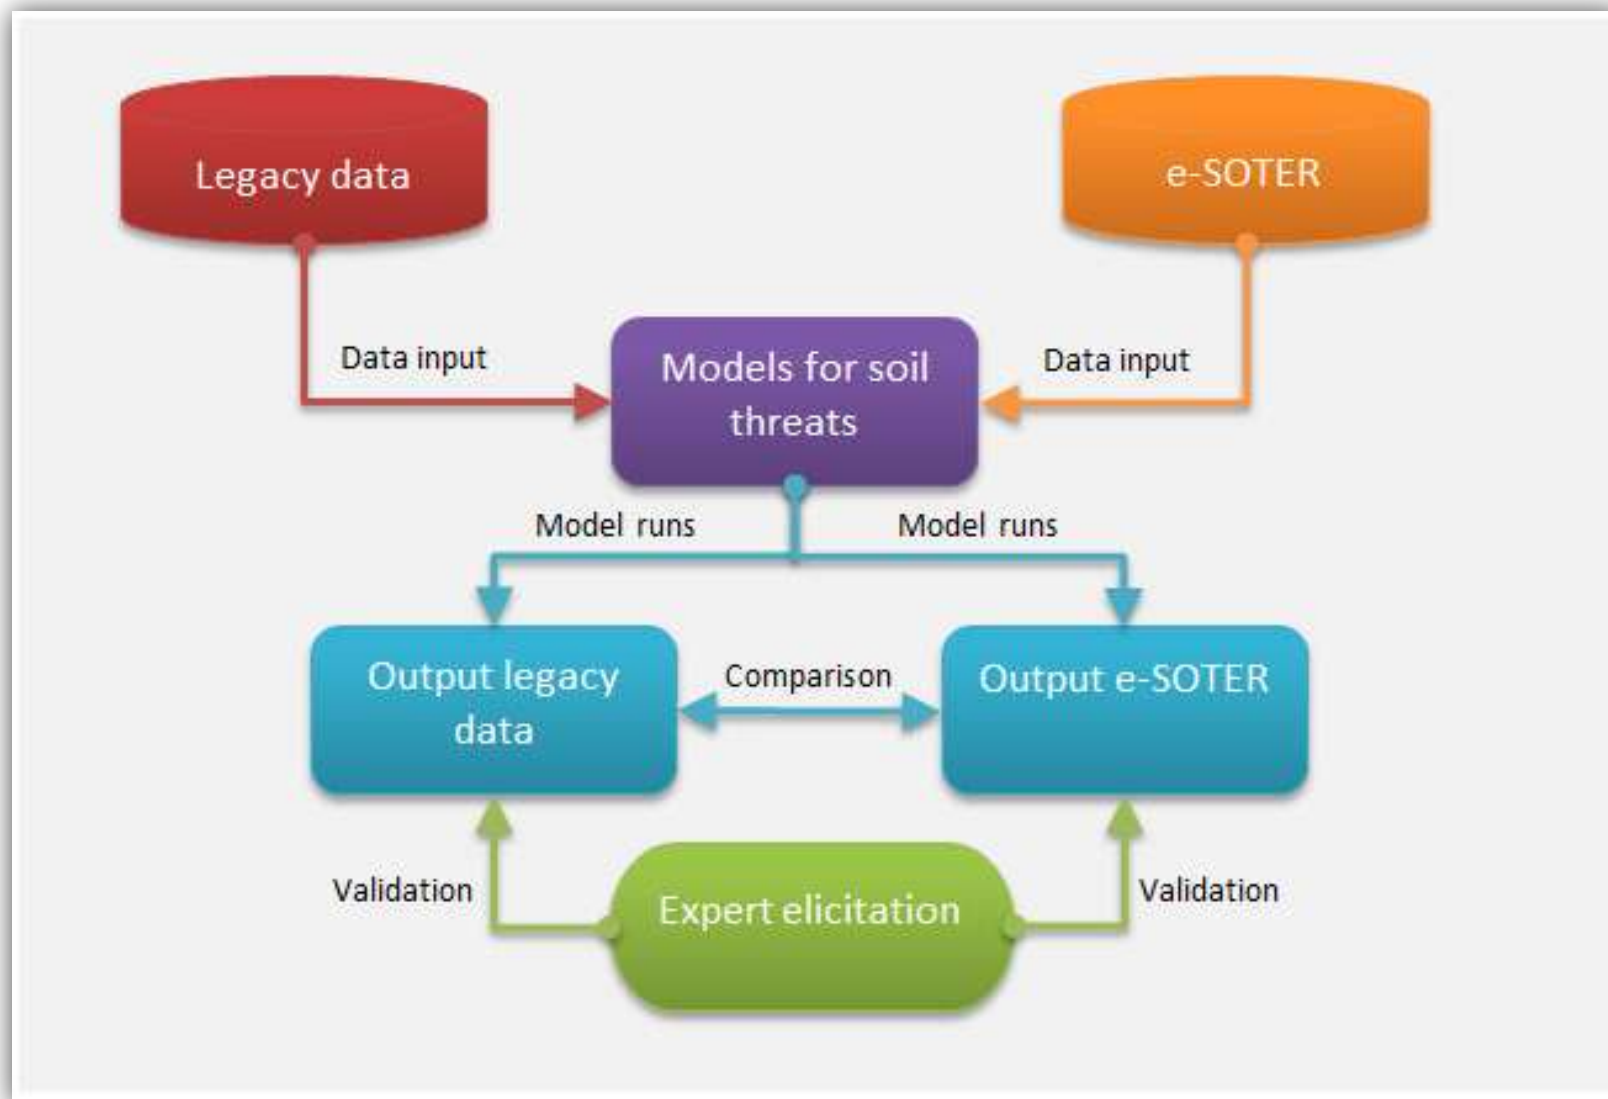 Legacy data
e-SOTER
Data input
Models for soil
threats
Data input
Model runs
Model runs
Output legacy
data
Comparison
Output e-SOTER
Validation
Expert elicitation
Validation